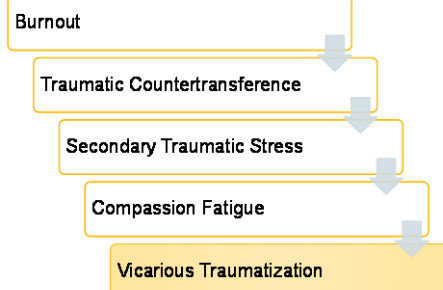 Burnout
Traumatic Countertransference
Secondary Traumatic Stress
Compassion Fatigue
Vicarious Traumatization